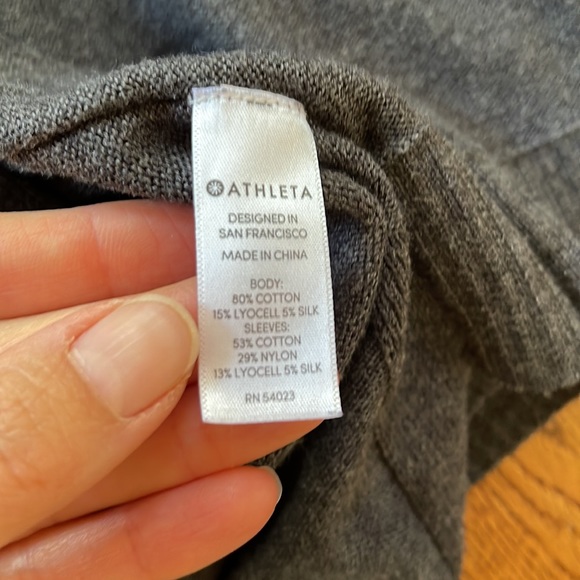 ATHLETA
DESIGNED IN
SAN FRANCISCO
MADE IN CHINA
BODY:
80% COTTON
15% LYOCELL 5% SILK
SLEEVES:
53% COTTON
29% NYLON
13% LYOCELL 5% SILK
RN 54023